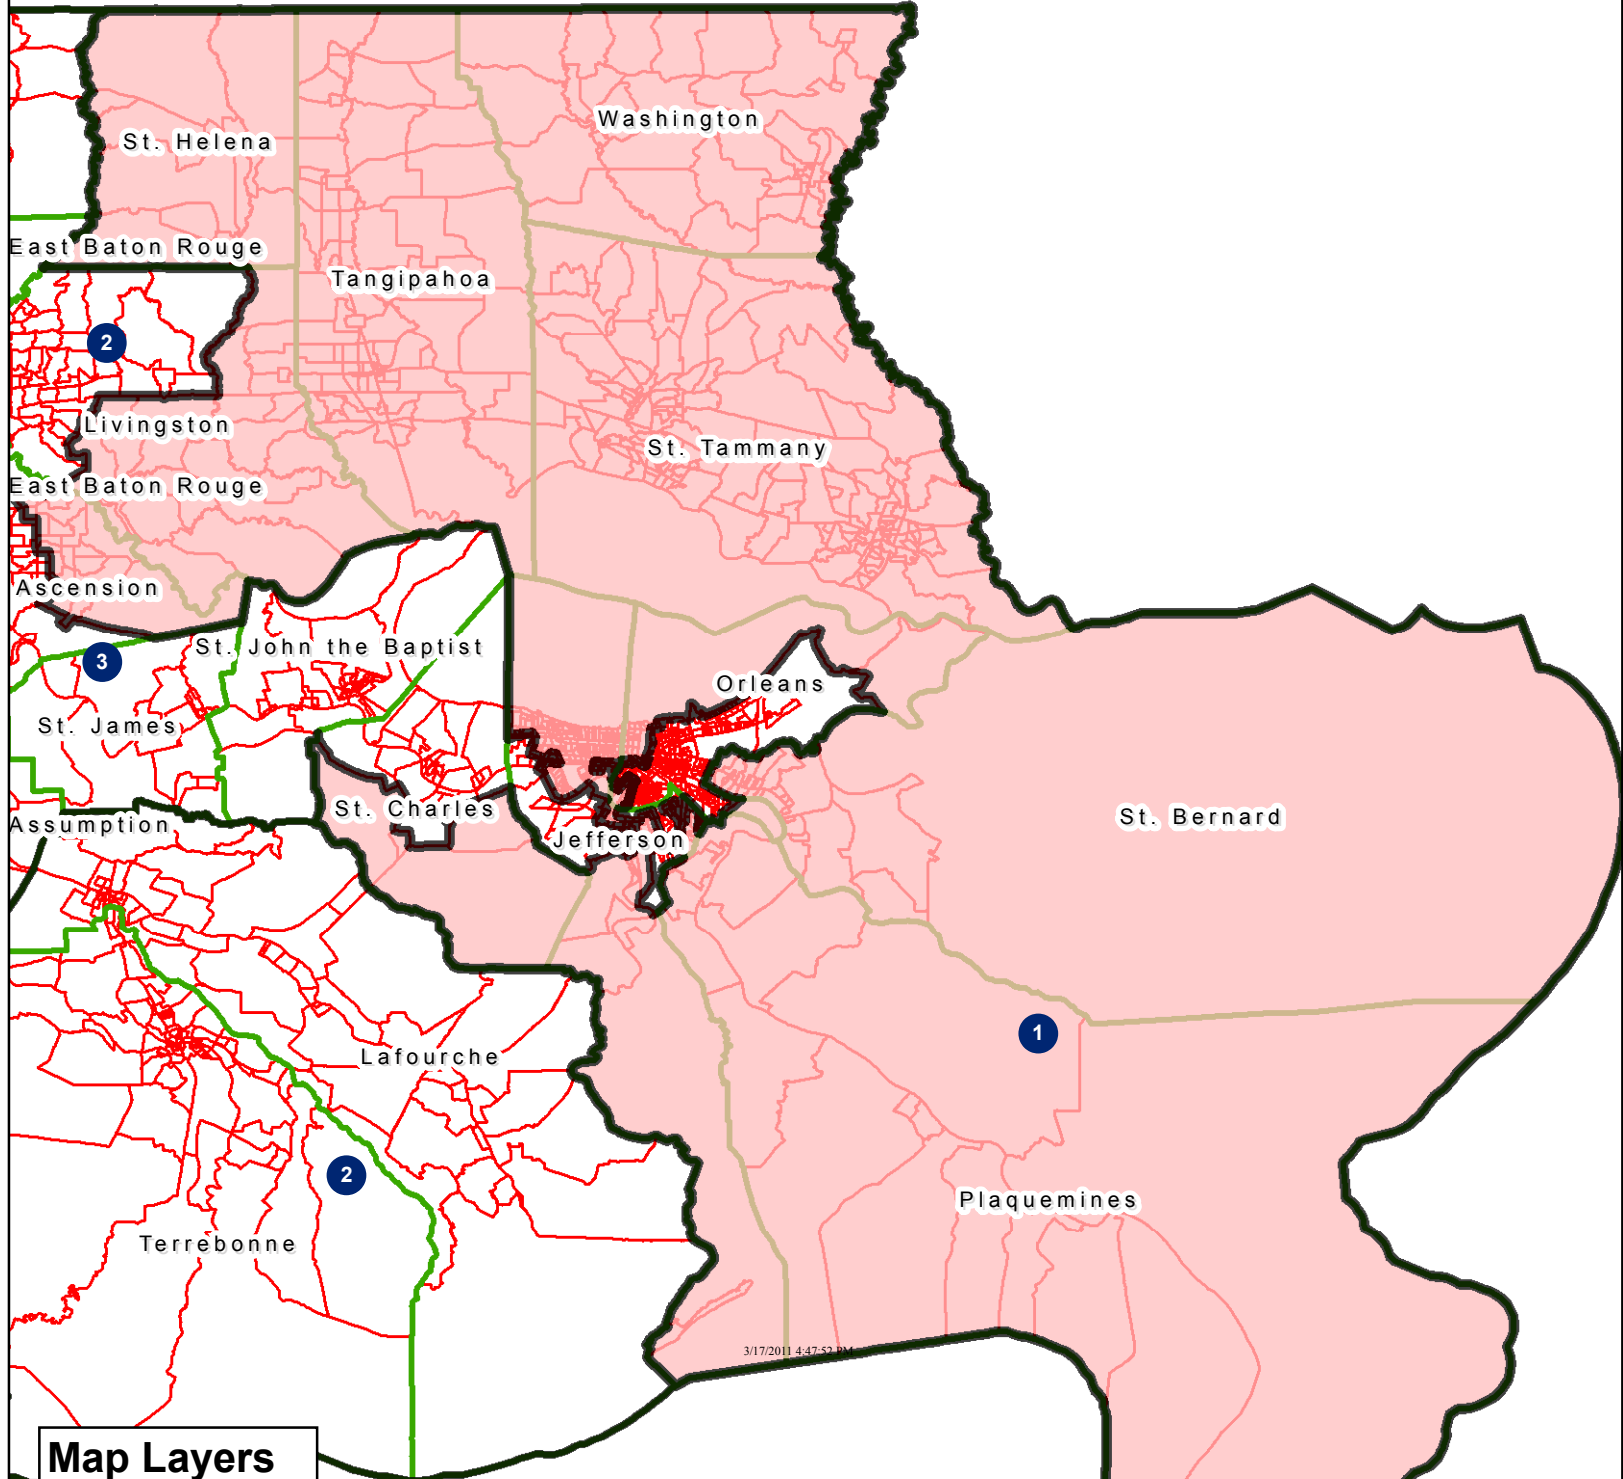 Washington
St. Helena
East Baton Rouge
Tangipahoa
2
Livingston
St. Tammany
East Baton Rouge
Ascension
St. John the Baptist
3
Orleans
St. James
St. Charles
St. Bernard
Assumption
Jefferson
1
Lafourche
2
Plaquemines
Terrebonne
3/17/2011 4:47:52 PM
Map Layers